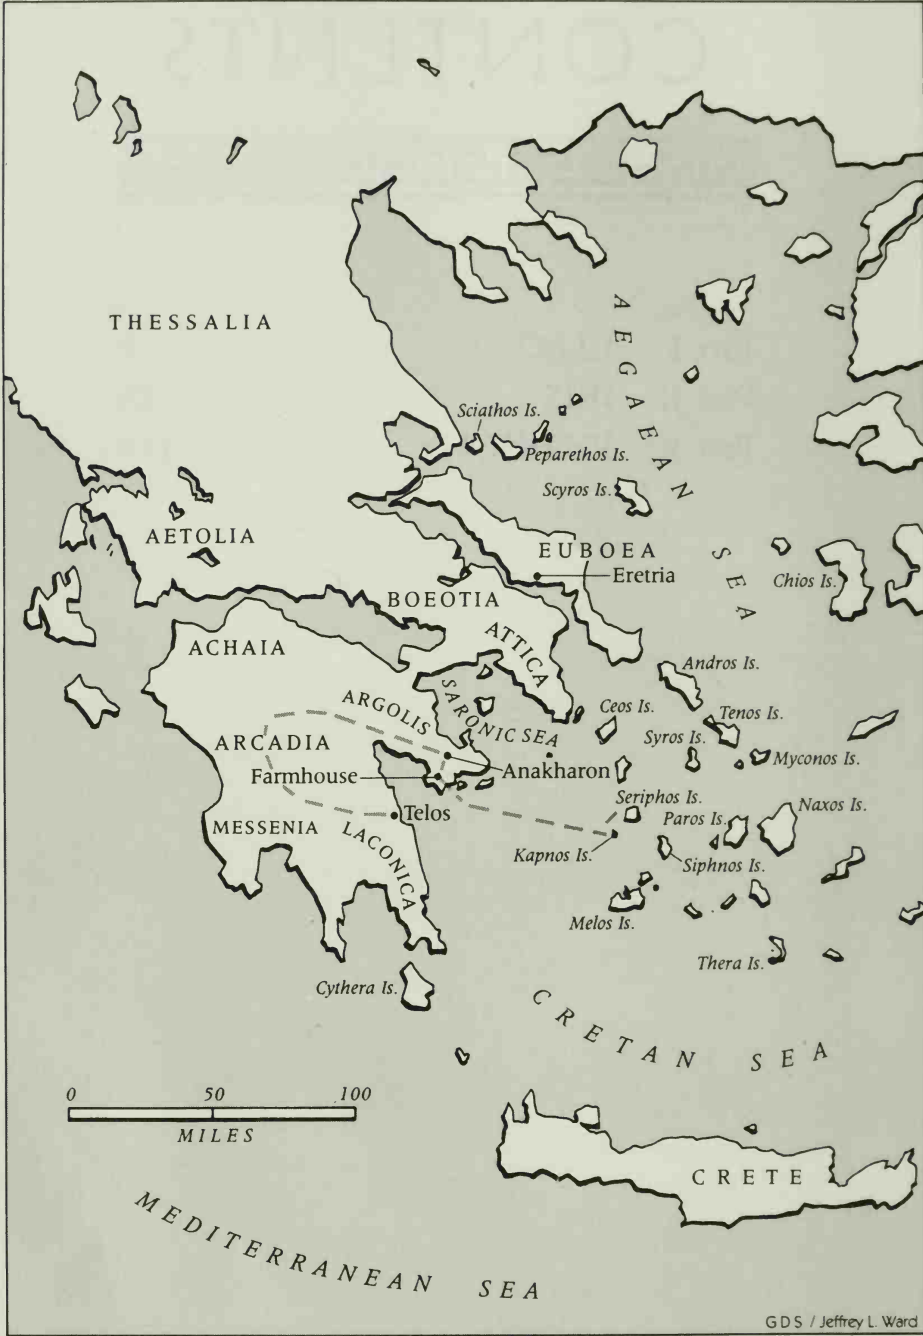 THESSALIA
AEGAEAN SEA
Sciathos Is.
Peparethos Is.
Scyros Is.
AETOLIA
EUBOEA
Eretria
Chios Is.
BOEOTIA
ATTICA
ACHAIA
Andros Is.
SARONIC SEA
ARGOLIS
Ceos Is.
Tenos Is.
ARCADIA
Syros Is.
Myconos Is.
Farmhouse
Anakharon
Seriphos Is.
Naxos Is.
Telos
Paros Is.
MESSENIA
LACONICA
Kapnos Is.
Siphnos Is.
Melos Is.
Thera Is.
Cythera Is.
CRETAN SEA
0 50 100
MILES
CRETE
MEDITERRANEAN SEA
GDS / Jeffrey L. Ward